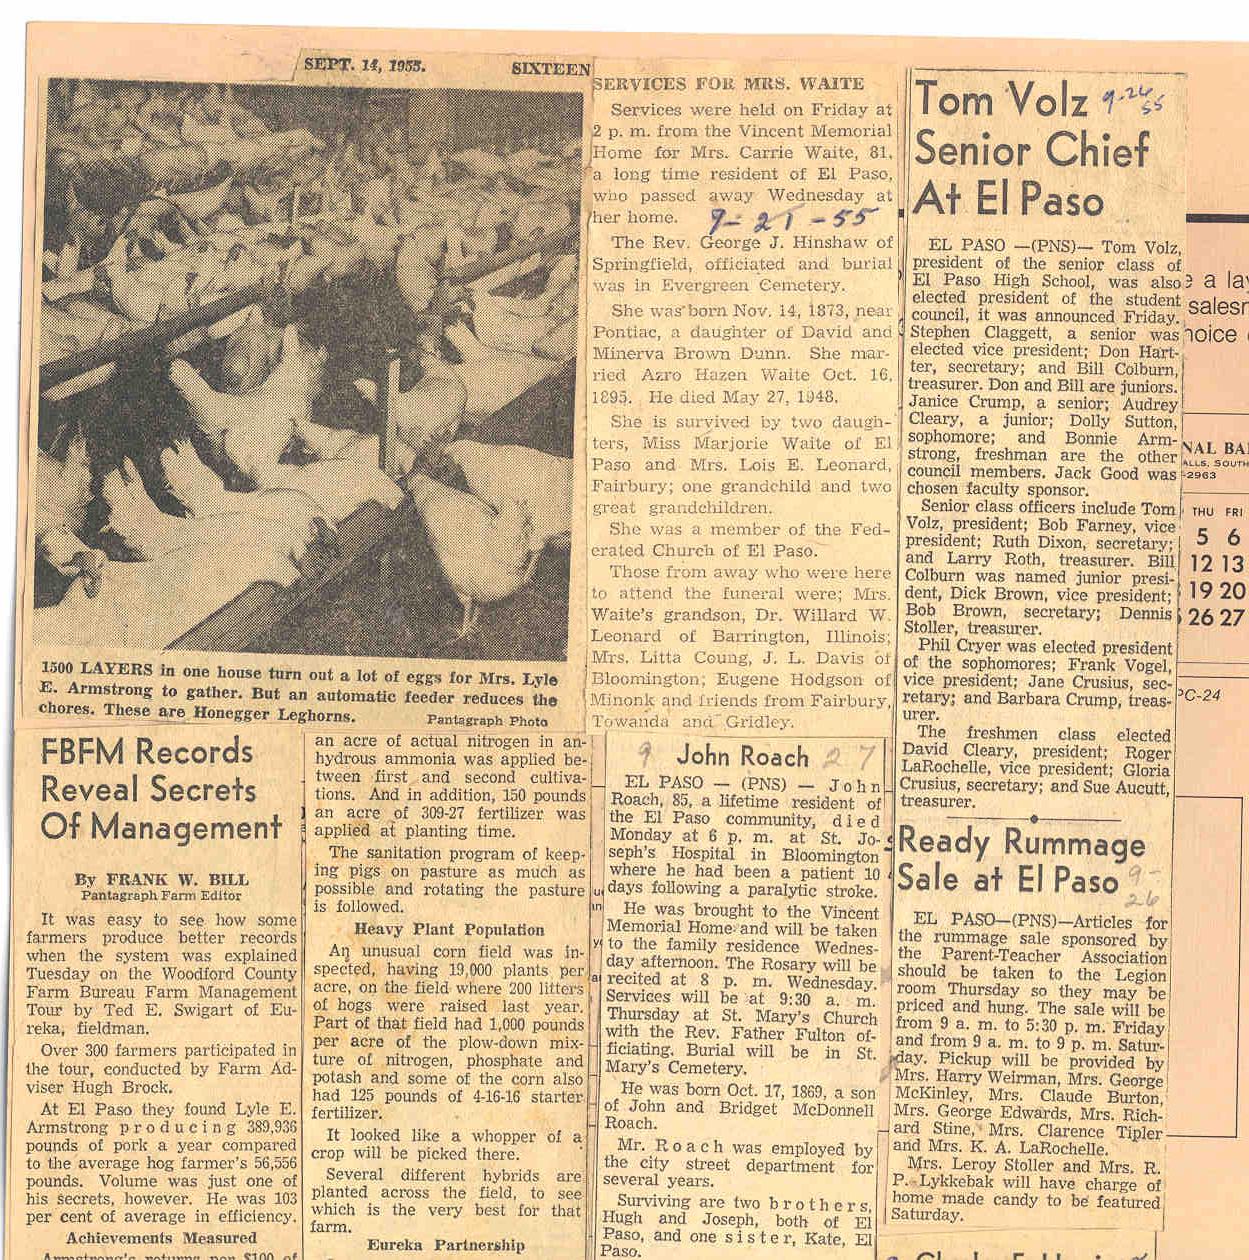 SEPT. 14, 1955. SIXTEEN
1500 LAYERS in one house turn out a lot of eggs for Mrs. Lyle
E. Armstrong to gather. But an automatic feeder reduces the
chores. These are Honegger Leghorns.
Pantagraph Photo
FBFM Records
Reveal Secrets
Of Management
By FRANK W. BILL
Pantagraph Farm Editor
It was easy to see how some
farmers produce better records
when the system was explained
Tuesday on the Woodford County
Farm Bureau Farm Management
Tour by Ted E. Swigart of Eu-
reka, fieldman.
Over 300 farmers participated in
the tour, conducted by Farm Ad-
viser Hugh Brock.
At El Paso they found Lyle E.
Armstrong producing 389,936
pounds of pork a year compared
to the average hog farmer's 56,556
pounds. Volume was just one of
his secrets, however. He was 103
per cent of average in efficiency.
Achievements Measured
Armstrong's returns per $100 of
an acre of actual nitrogen in an-
hydrous ammonia was applied be-
tween first and second cultiva-
tions. And in addition, 150 pounds
an acre of 309-27 fertilizer was
applied at planting time.
The sanitation program of keep-
ing pigs on pasture as much as
possible and rotating the pasture
is followed.
Heavy Plant Population
An unusual corn field was in-
spected, having 19,000 plants per
acre, on the field where 200 litters
of hogs were raised last year.
Part of that field had 1,000 pounds
per acre of the plow-down mix-
ture of nitrogen, phosphate and
potash and some of the corn also
had 125 pounds of 4-16-16 starter
fertilizer.
It looked like a whopper of a
crop will be picked there.
Several different hybrids are
planted across the field, to see
which is the very best for that
farm.
Eureka Partnership
SERVICES FOR MRS. WAITE
Services were held on Friday at
2 p. m. from the Vincent Memorial
Home for Mrs. Carrie Waite, 81,
a long time resident of El Paso,
who passed away Wednesday at
her home. 9-21-55
The Rev. George J. Hinshaw of
Springfield, officiated and burial
was in Evergreen Cemetery.
She was born Nov. 14, 1873, near
Pontiac, a daughter of David and
Minerva Brown Dunn. She mar-
ried Azro Hazen Waite Oct. 16,
1895. He died May 27, 1948.
She is survived by two daugh-
ters, Miss Marjorie Waite of El
Paso and Mrs. Lois E. Leonard,
Fairbury; one grandchild and two
great grandchildren.
She was a member of the Fed-
erated Church of El Paso.
Those from away who were here
to attend the funeral were; Mrs.
Waite's grandson, Dr. Willard W.
Leonard of Barrington, Illinois;
Mrs. Litta Coung, J. L. Davis of
Bloomington; Eugene Hodgson of
Minonk and friends from Fairbury,
Towanda and Gridley.
9 John Roach 27
EL PASO — (PNS) — John
Roach, 85, a lifetime resident of
the El Paso community, died
Monday at 6 p. m. at St. Jo-
seph's Hospital in Bloomington
where he had been a patient 10
days following a paralytic stroke.
He was brought to the Vincent
Memorial Home and will be taken
to the family residence Wednes-
day afternoon. The Rosary will be
recited at 8 p. m. Wednesday.
Services will be at 9:30 a. m.
Thursday at St. Mary's Church
with the Rev. Father Fulton of-
ficiating. Burial will be in St.
Mary's Cemetery.
He was born Oct. 17, 1869, a son
of John and Bridget McDonnell
Roach.
Mr. Roach was employed by
the city street department for
several years.
Surviving are two brothers,
Hugh and Joseph, both of El
Paso, and one sister, Kate, El
Paso.
Tom Volz 9-26
55
Senior Chief
At El Paso
EL PASO —(PNS)— Tom Volz,
president of the senior class of
El Paso High School, was also
elected president of the student
council, it was announced Friday.
Stephen Claggett, a senior was
elected vice president; Don Hart-
ter, secretary; and Bill Colburn,
treasurer. Don and Bill are juniors.
Janice Crump, a senior; Audrey
Cleary, a junior; Dolly Sutton,
sophomore; and Bonnie Arm-
strong, freshman are the other
council members. Jack Good was
chosen faculty sponsor.
Senior class officers include Tom
Volz, president; Bob Farney, vice
president; Ruth Dixon, secretary;
and Larry Roth, treasurer. Bill
Colburn was named junior presi-
dent, Dick Brown, vice president;
Bob Brown, secretary; Dennis
Stoller, treasurer.
Phil Cryer was elected president
of the sophomores; Frank Vogel,
vice president; Jane Crusius, sec-
retary; and Barbara Crump, treas-
urer.
The freshmen class elected
David Cleary, president; Roger
LaRochelle, vice president; Gloria
Crusius, secretary; and Sue Aucutt,
treasurer.
Ready Rummage
Sale at El Paso 9-
26
EL PASO—(PNS)—Articles for
the rummage sale sponsored by
the Parent-Teacher Association
should be taken to the Legion
room Thursday so they may be
priced and hung. The sale will be
from 9 a. m. to 5:30 p. m. Friday
and from 9 a. m. to 9 p. m. Satur-
day. Pickup will be provided by
Mrs. Harry Weirman, Mrs. George
McKinley, Mrs. Claude Burton,
Mrs. George Edwards, Mrs. Rich-
ard Stine, Mrs. Clarence Tipler
and Mrs. K. A. LaRochelle.
Mrs. Leroy Stoller and Mrs. R.
P. Lykkebak will have charge of
home made candy to be featured
Saturday.
e a lay
salesm
hoice
NAL BA
ALLS, SOUTH
-2963
THU FRI
5 6
12 13
19 20
26 27
PC-24